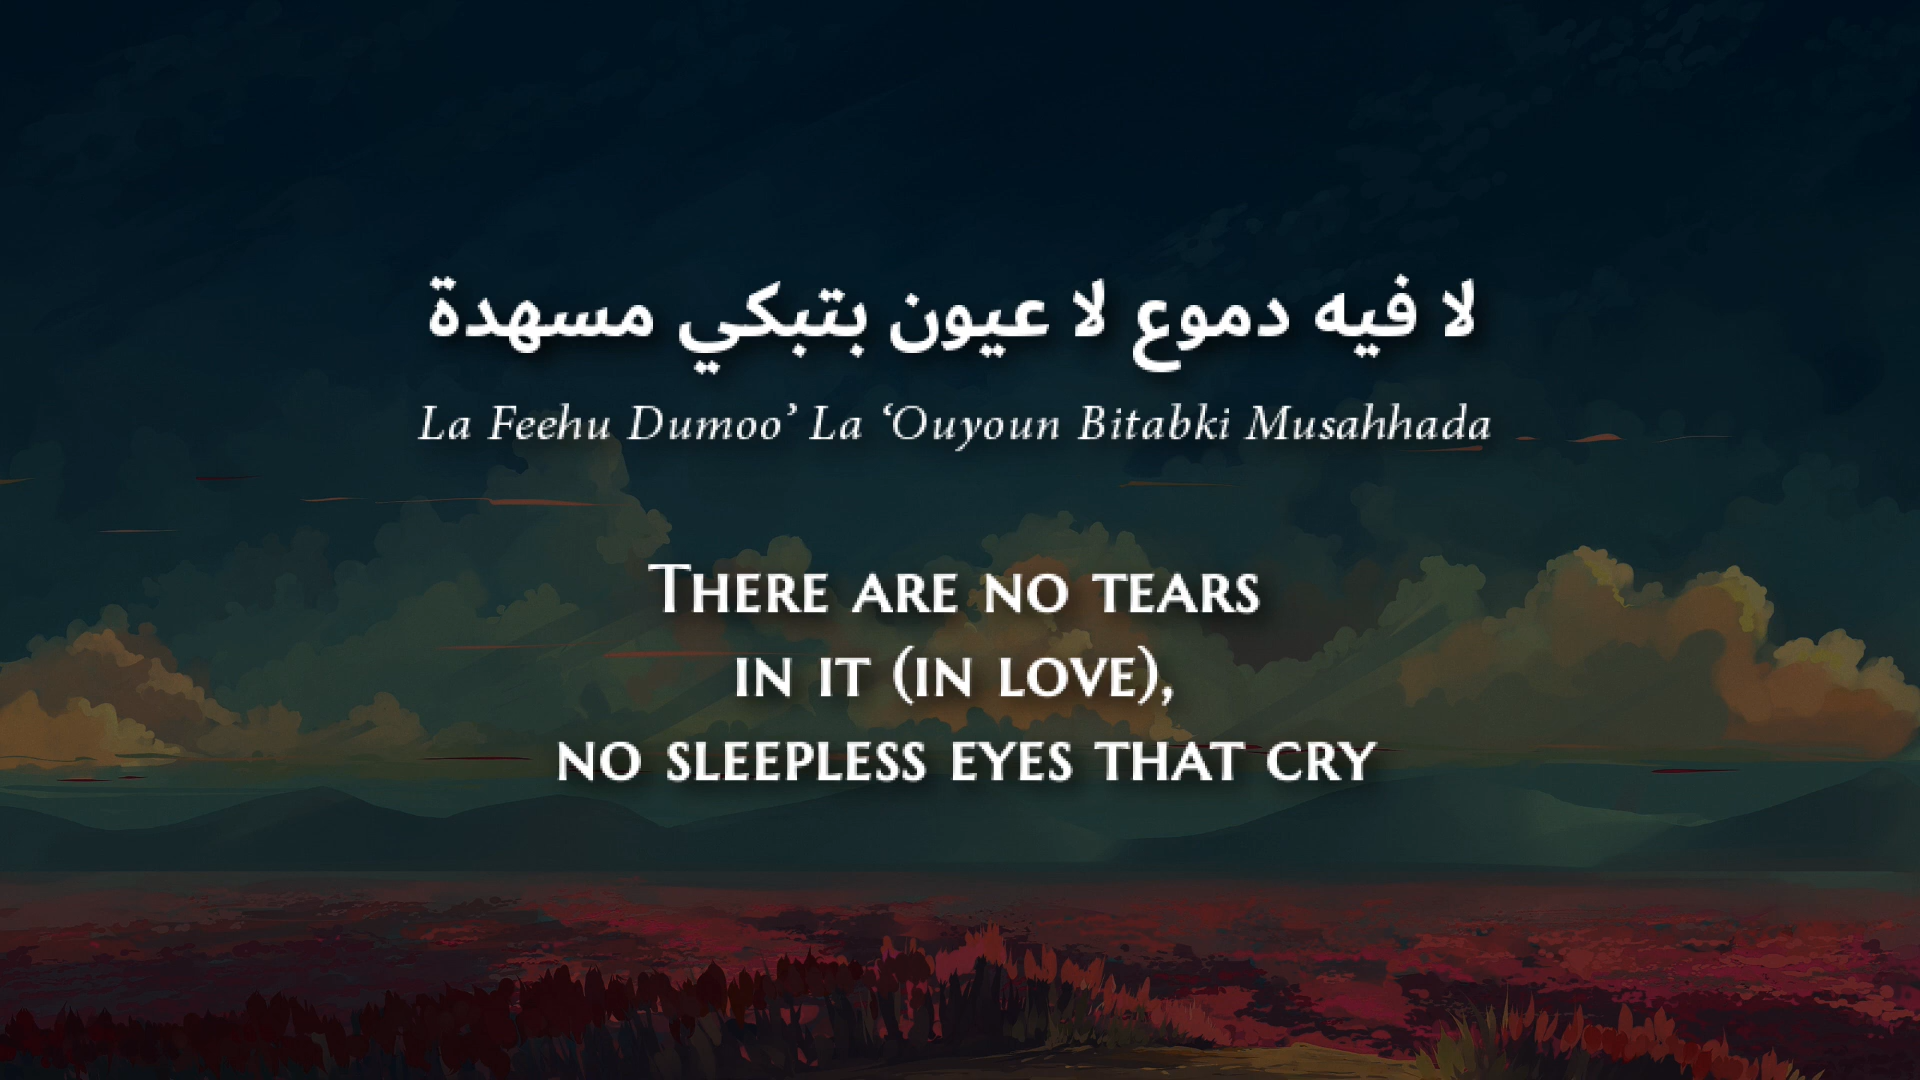 لا فيه دموع لا عيون بتبكي مسهدة
La Feehu Dumoo’ La ‘Ouyoun Bitabki Musahhada
There are no tears
in it (in love),
no sleepless eyes that cry